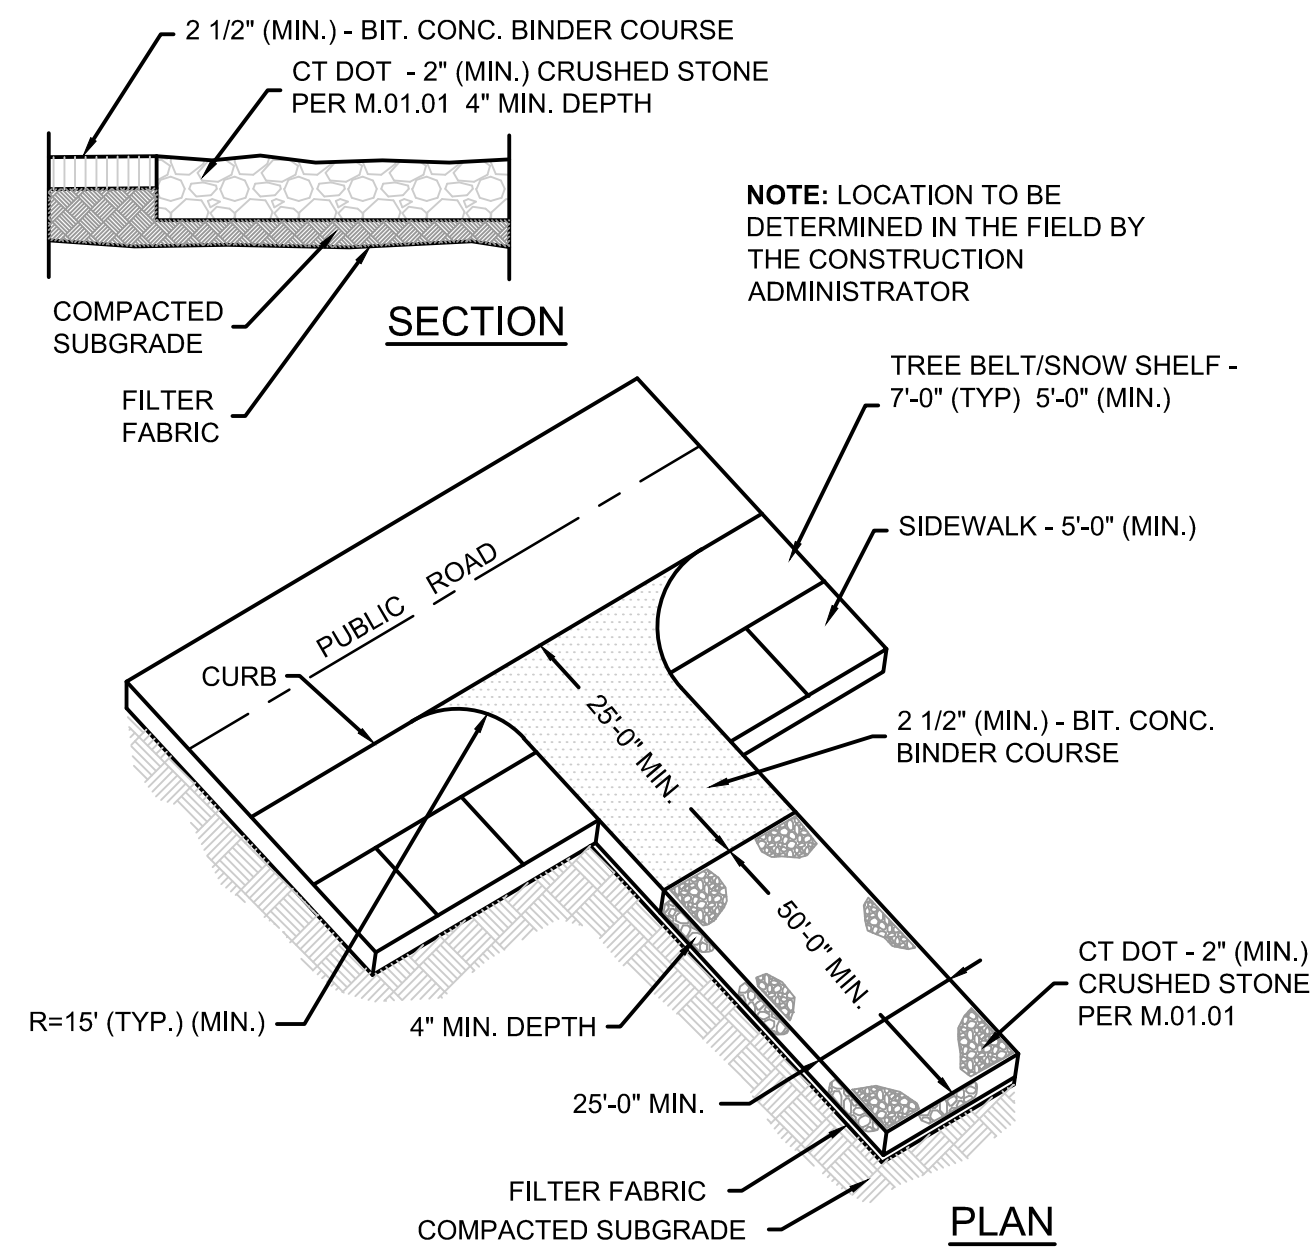 2 1/2" (MIN.) - BIT. CONC. BINDER COURSE
CT DOT - 2" (MIN.) CRUSHED STONE
PER M.01.01 4" MIN. DEPTH
COMPACTED
SUBGRADE
FILTER
FABRIC
SECTION
NOTE: LOCATION TO BE
DETERMINED IN THE FIELD BY
THE CONSTRUCTION
ADMINISTRATOR
TREE BELT/SNOW SHELF -
7'-0" (TYP) 5'-0" (MIN.)
SIDEWALK - 5'-0" (MIN.)
PUBLIC ROAD
CURB
25'-0" MIN.
2 1/2" (MIN.) - BIT. CONC.
BINDER COURSE
50'-0" MIN.
CT DOT - 2" (MIN.)
CRUSHED STONE
PER M.01.01
R=15' (TYP.) (MIN.)
4" MIN. DEPTH
25'-0" MIN.
FILTER FABRIC
COMPACTED SUBGRADE
PLAN